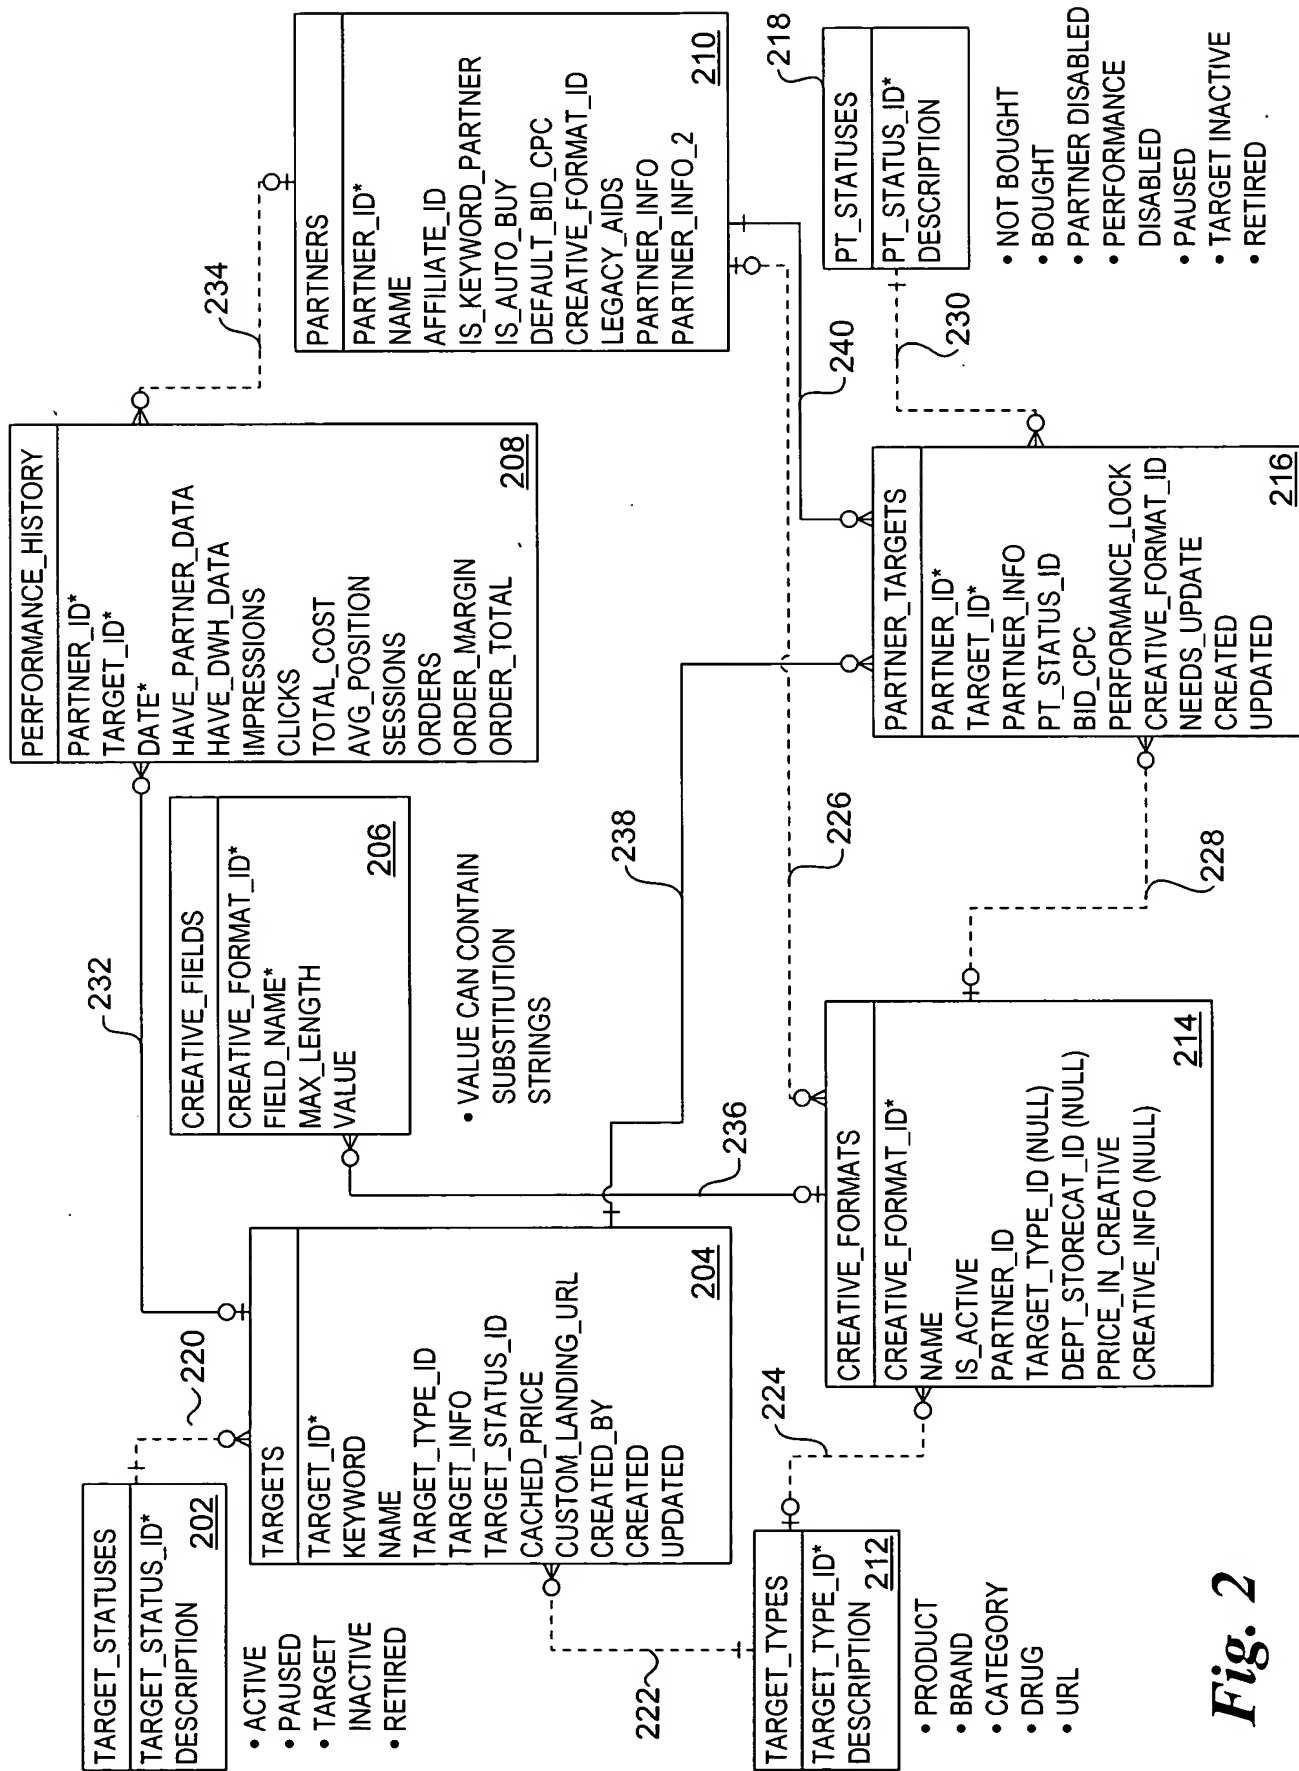 TARGET_STATUSES
TARGET_STATUS_ID*
DESCRIPTION
202
• ACTIVE
• PAUSED
• TARGET
INACTIVE
• RETIRED
220
TARGETS
TARGET_ID*
KEYWORD
NAME
TARGET_TYPE_ID
TARGET_INFO
TARGET_STATUS_ID
CACHED_PRICE
CUSTOM_LANDING_URL
CREATED_BY
CREATED
UPDATED
204
232
CREATIVE_FIELDS
CREATIVE_FORMAT_ID*
FIELD_NAME*
MAX_LENGTH
VALUE
206
• VALUE CAN CONTAIN
SUBSTITUTION
STRINGS
PERFORMANCE_HISTORY
PARTNER_ID*
TARGET_ID*
DATE*
HAVE_PARTNER_DATA
HAVE_DWH_DATA
IMPRESSIONS
CLICKS
TOTAL_COST
AVG_POSITION
SESSIONS
ORDERS
ORDER_MARGIN
ORDER_TOTAL
208
234
PARTNERS
PARTNER_ID*
NAME
AFFILIATE_ID
IS_KEYWORD_PARTNER
IS_AUTO_BUY
DEFAULT_BID_CPC
CREATIVE_FORMAT_ID
LEGACY_AIDS
PARTNER_INFO
PARTNER_INFO_2
210
222
TARGET_TYPES
TARGET_TYPE_ID*
DESCRIPTION
212
• PRODUCT
• BRAND
• CATEGORY
• DRUG
• URL
224
236
238
226
240
CREATIVE_FORMATS
CREATIVE_FORMAT_ID*
NAME
IS_ACTIVE
PARTNER_ID
TARGET_TYPE_ID (NULL)
DEPT_STORECAT_ID (NULL)
PRICE_IN_CREATIVE
CREATIVE_INFO (NULL)
214
228
PARTNER_TARGETS
PARTNER_ID*
TARGET_ID*
PARTNER_INFO
PT_STATUS_ID
BID_CPC
PERFORMANCE_LOCK
CREATIVE_FORMAT_ID
NEEDS_UPDATE
CREATED
UPDATED
216
230
218
PT_STATUSES
PT_STATUS_ID*
DESCRIPTION
• NOT BOUGHT
• BOUGHT
• PARTNER DISABLED
• PERFORMANCE
DISABLED
• PAUSED
• TARGET INACTIVE
• RETIRED
Fig. 2